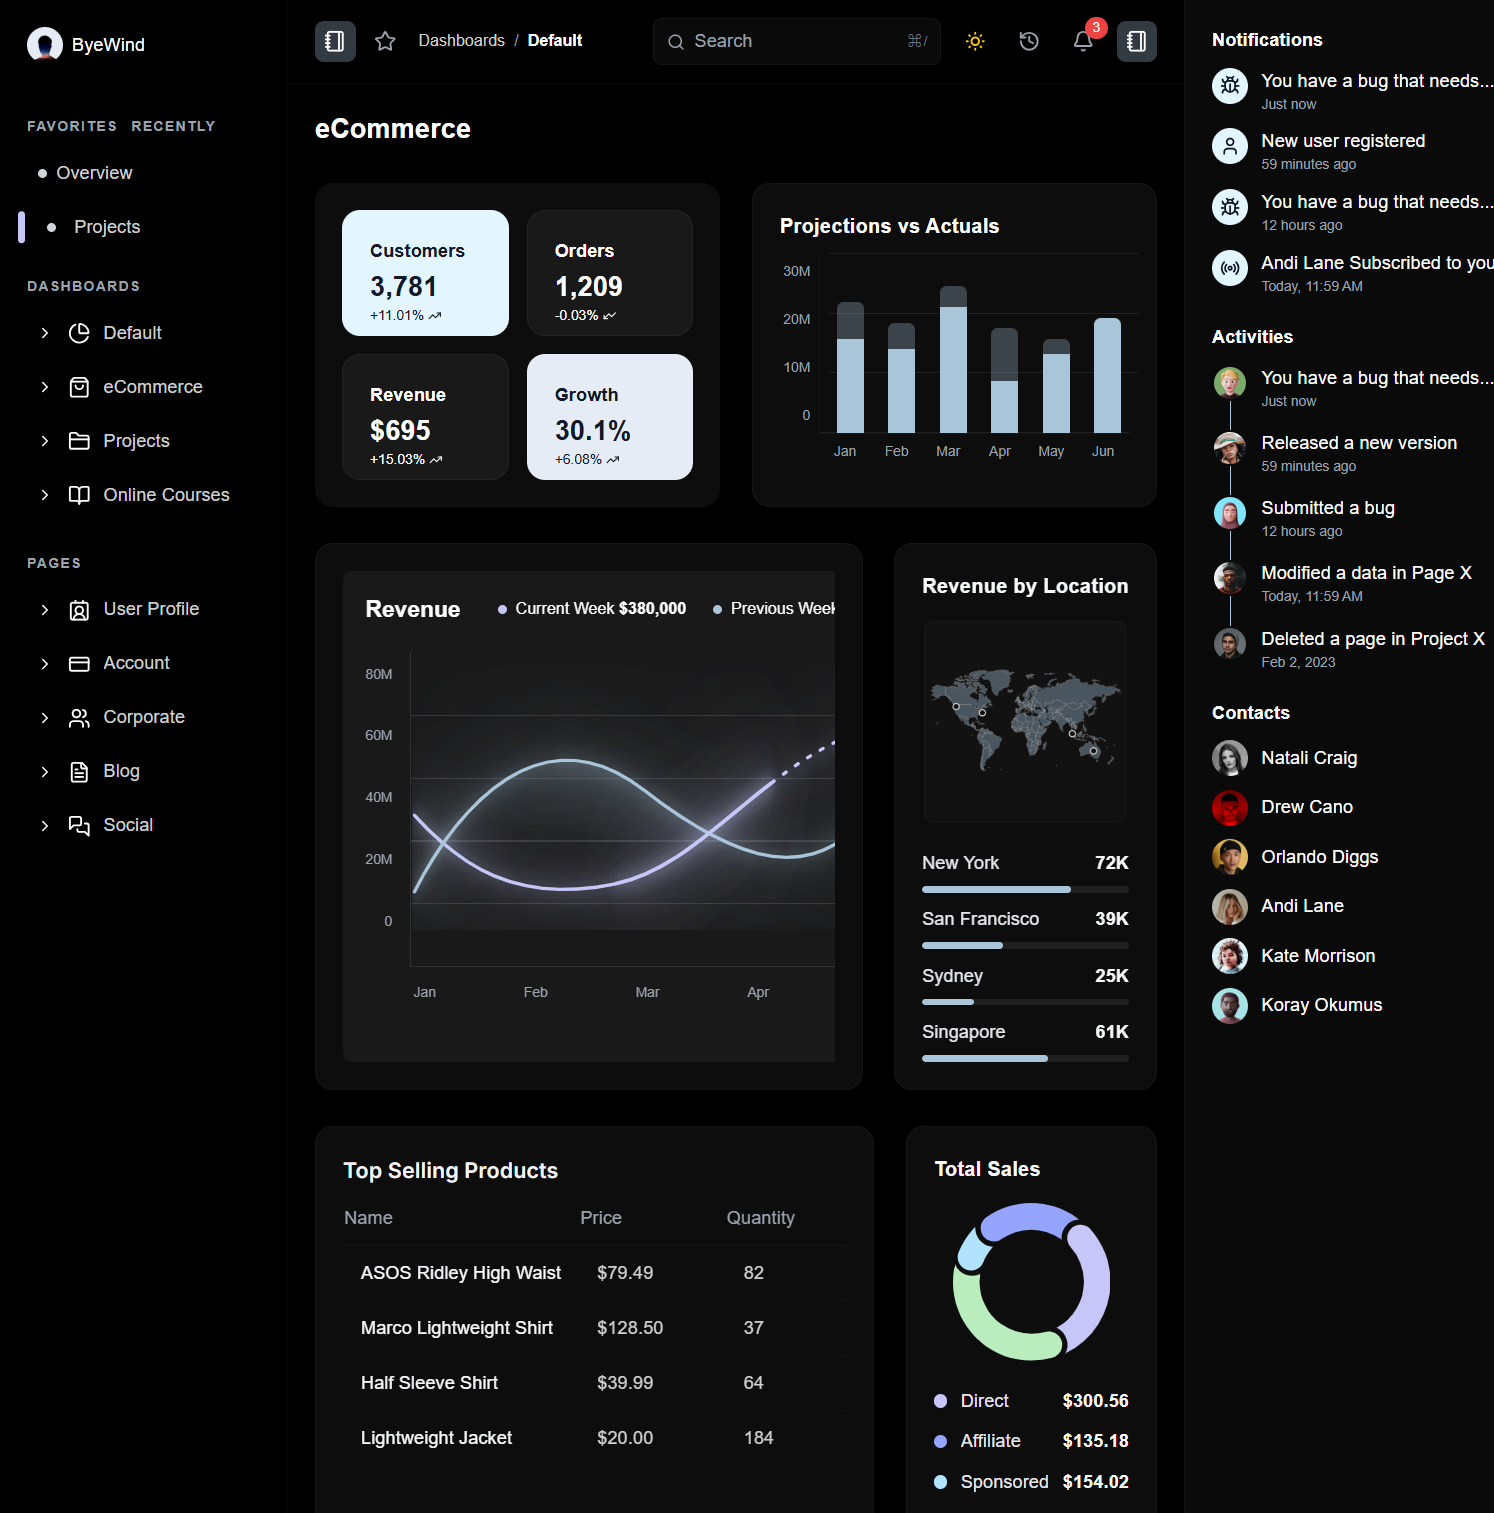 ByeWind
FAVORITES RECENTLY
Overview
Projects
DASHBOARDS
Default
eCommerce
Projects
Online Courses
PAGES
User Profile
Account
Corporate
Blog
Social
Dashboards / Default
Search ⌘/
3
eCommerce
Customers
3,781
+11.01%
Orders
1,209
-0.03%
Revenue
$695
+15.03%
Growth
30.1%
+6.08%
Projections vs Actuals
30M
20M
10M
0
Jan Feb Mar Apr May Jun
Revenue
Current Week $380,000
Previous Week
80M
60M
40M
20M
0
Jan Feb Mar Apr
Revenue by Location
New York 72K
San Francisco 39K
Sydney 25K
Singapore 61K
Top Selling Products
Name Price Quantity
ASOS Ridley High Waist $79.49 82
Marco Lightweight Shirt $128.50 37
Half Sleeve Shirt $39.99 64
Lightweight Jacket $20.00 184
Total Sales
Direct $300.56
Affiliate $135.18
Sponsored $154.02
Notifications
You have a bug that needs...
Just now
New user registered
59 minutes ago
You have a bug that needs...
12 hours ago
Andi Lane Subscribed to you
Today, 11:59 AM
Activities
You have a bug that needs...
Just now
Released a new version
59 minutes ago
Submitted a bug
12 hours ago
Modified a data in Page X
Today, 11:59 AM
Deleted a page in Project X
Feb 2, 2023
Contacts
Natali Craig
Drew Cano
Orlando Diggs
Andi Lane
Kate Morrison
Koray Okumus